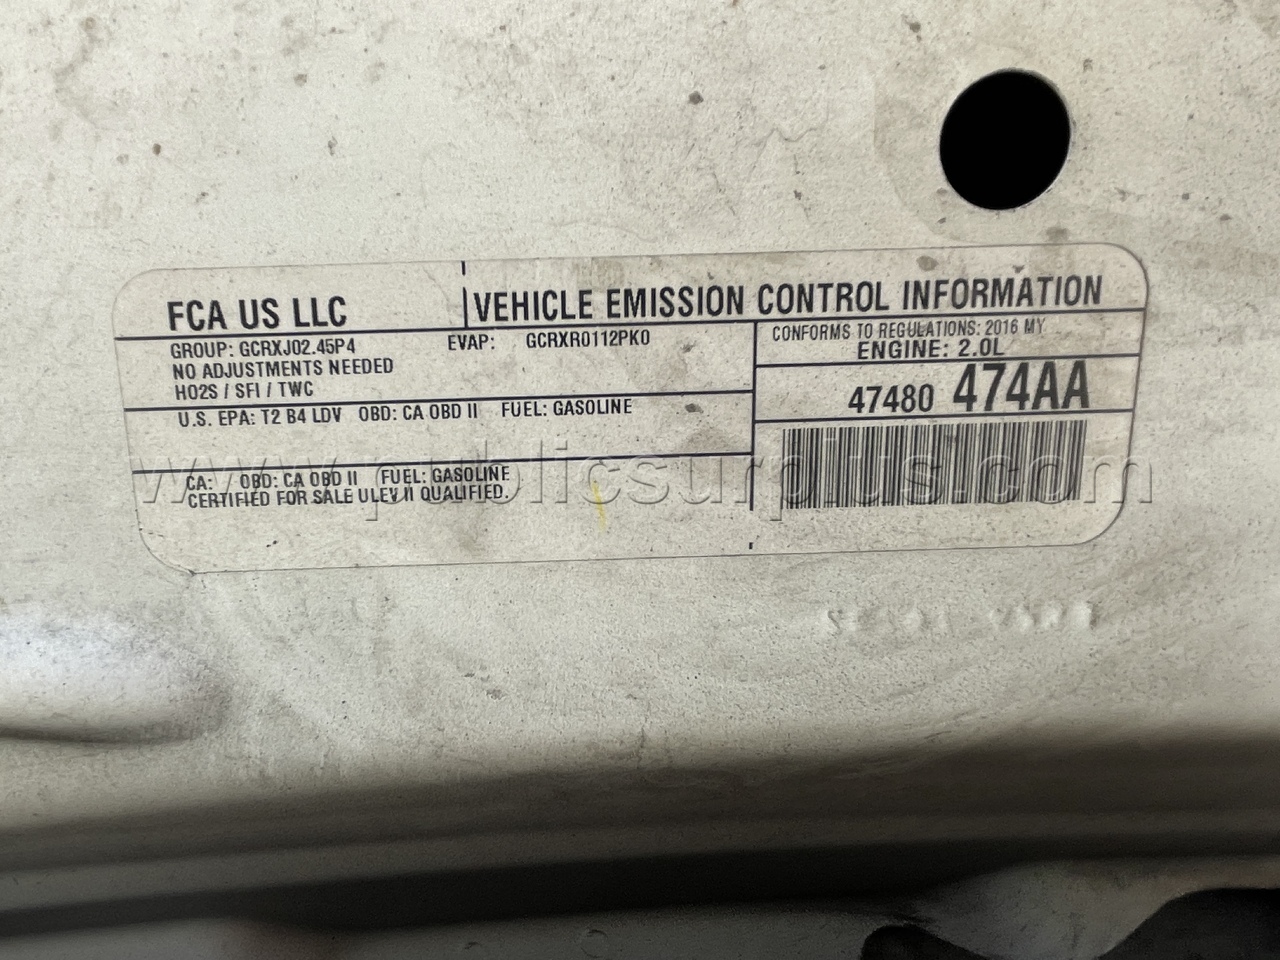 FCA US LLC
VEHICLE EMISSION CONTROL INFORMATION
GROUP: GCRXJ02.45P4
EVAP: GCRXR0112PK0
NO ADJUSTMENTS NEEDED
HO2S / SFI / TWC
CONFORMS TO REGULATIONS: 2016 MY
ENGINE: 2.0L
47480 474AA
U.S. EPA: T2 B4 LDV OBD: CA OBD II FUEL: GASOLINE
CA: OBD: CA OBD II FUEL: GASOLINE
CERTIFIED FOR SALE ULEV II QUALIFIED.
www.publicsurplus.com